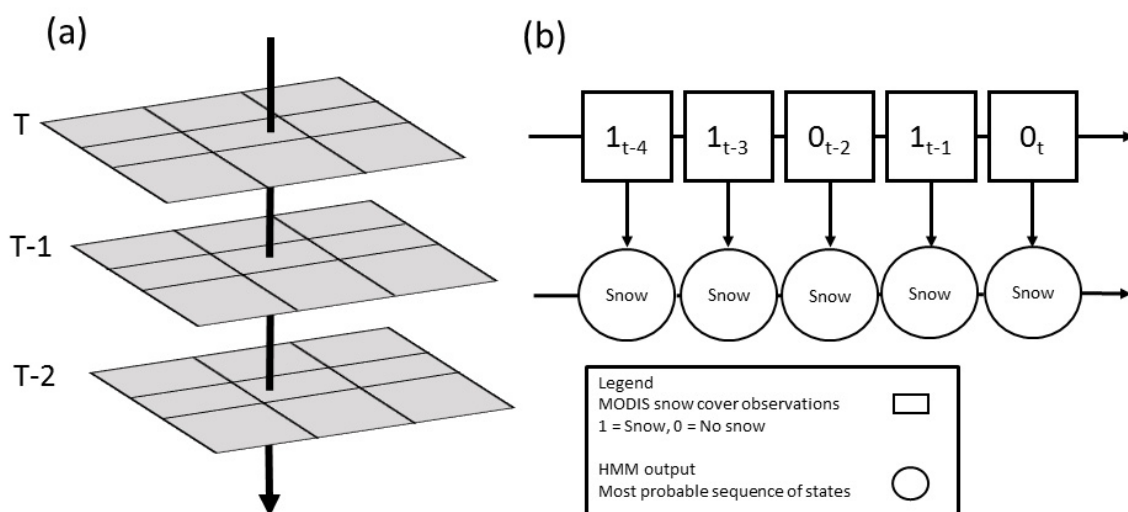 (a)
T
T-1
T-2
(b)
1t-4 1t-3 0t-2 1t-1 0t
Snow Snow Snow Snow Snow
Legend
MODIS snow cover observations
1 = Snow, 0 = No snow
HMM output
Most probable sequence of states